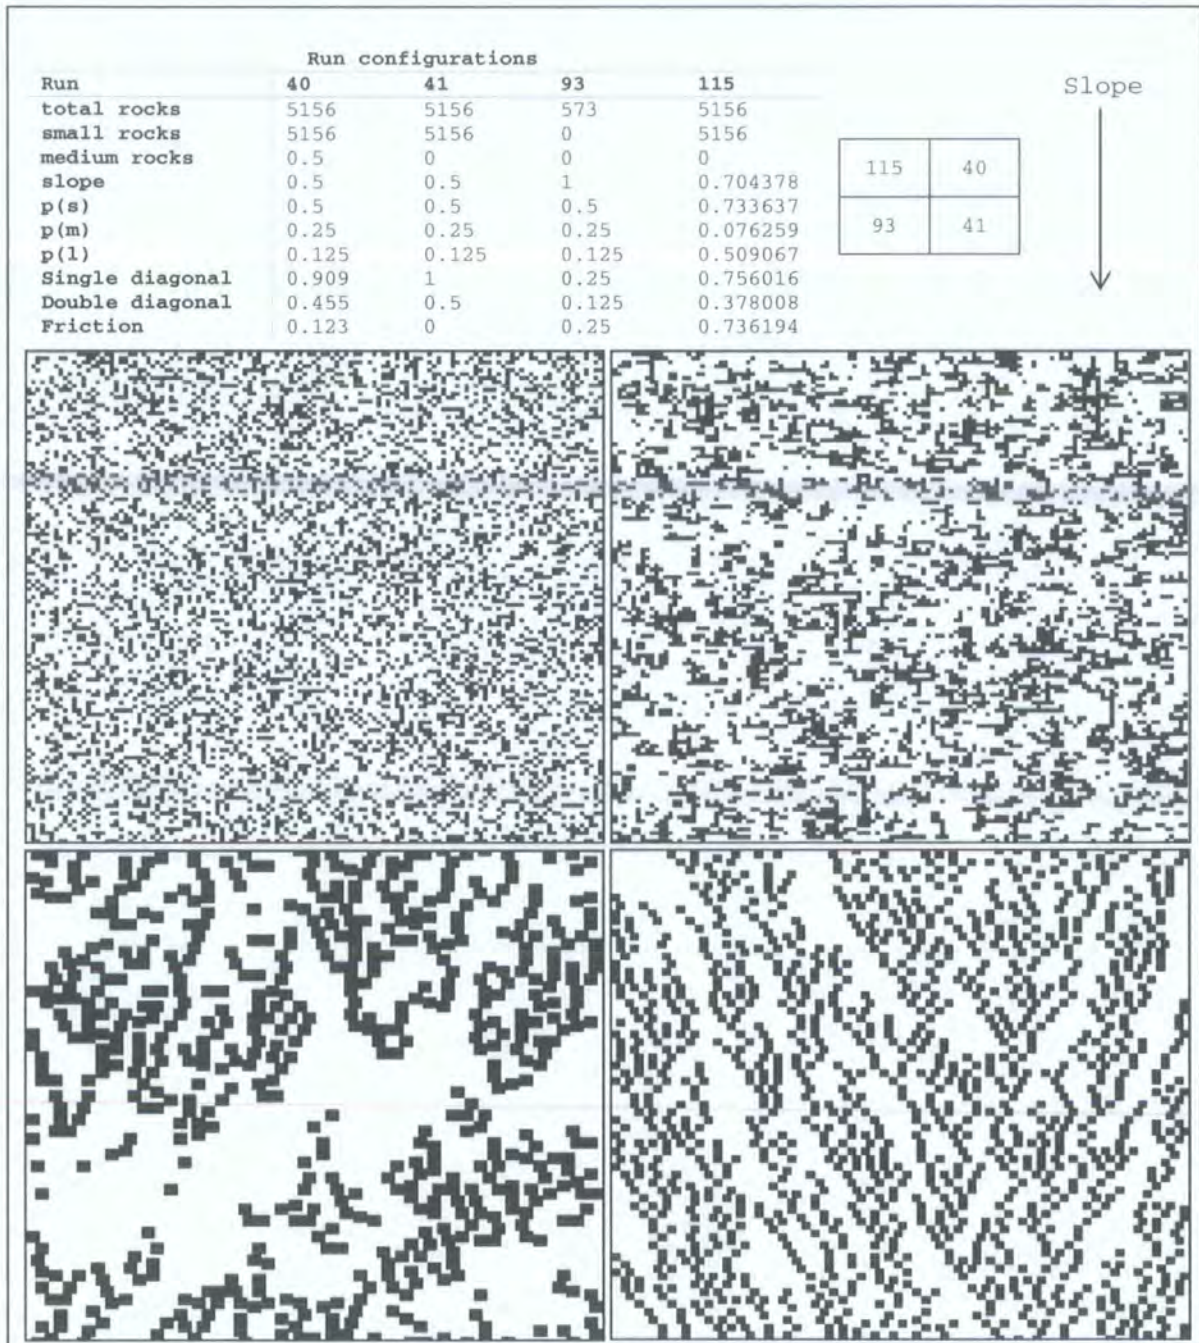 Run configurations
Run 40 41 93 115
total rocks 5156 5156 573 5156
small rocks 5156 5156 0 5156
medium rocks 0.5 0 0 0
slope 0.5 0.5 1 0.704378
p(s) 0.5 0.5 0.5 0.733637
p(m) 0.25 0.25 0.25 0.076259
p(l) 0.125 0.125 0.125 0.509067
Single diagonal 0.909 1 0.25 0.756016
Double diagonal 0.455 0.5 0.125 0.378008
Friction 0.123 0 0.25 0.736194
Slope
115 40
93 41